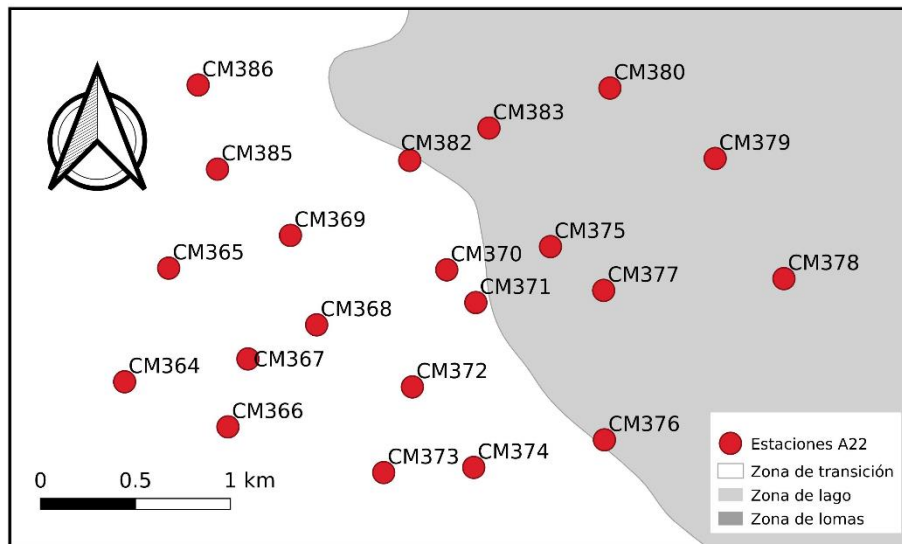 CM386
CM380
CM383
CM382
CM379
CM385
CM369
CM375
CM365
CM370
CM378
CM377
CM371
CM368
CM367
CM364
CM372
CM366
CM376
CM373
CM374
Estaciones A22
Zona de transición
Zona de lago
Zona de lomas
0 0.5 1 km